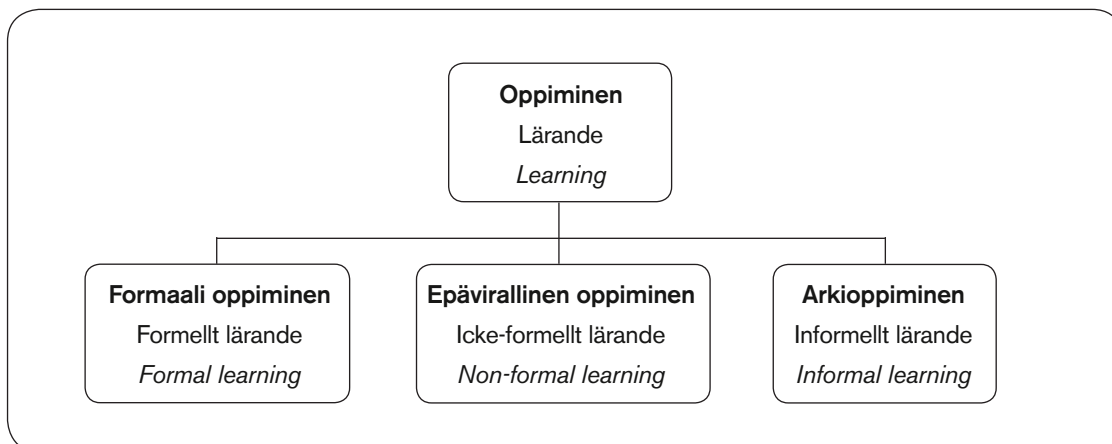 Oppiminen
Lärande
Learning
Formaali oppiminen
Formellt lärande
Formal learning
Epävirallinen oppiminen
Icke-formellt lärande
Non-formal learning
Arkioppiminen
Informellt lärande
Informal learning